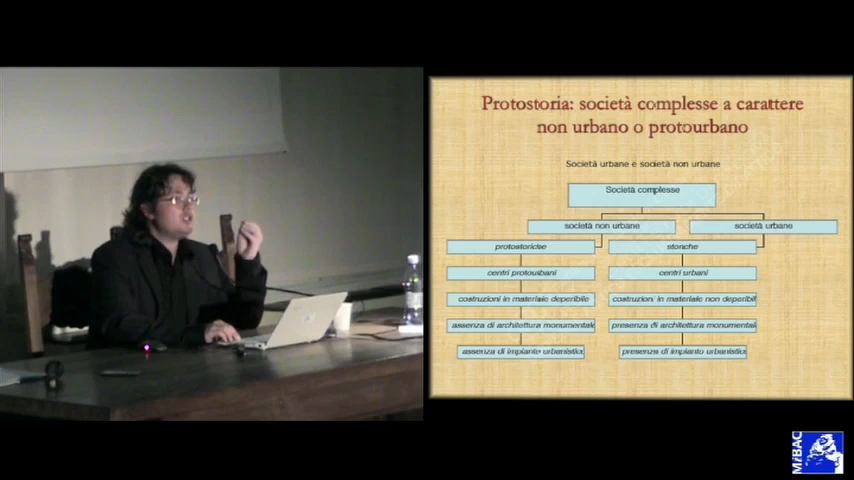 Protostoria: società complesse a carattere
non urbano o protourbano
Società urbane e società non urbane
Società complesse
società non urbane
società urbane
protostoriche
storiche
centri protourbani
centri urbani
costruzioni in materiale deperibile
costruzioni in materiale non deperibil
assenza di architettura monumentale
presenza di architettura monumentale
assenza di impianto urbanistico
presenza di impianto urbanistico
MiBAC